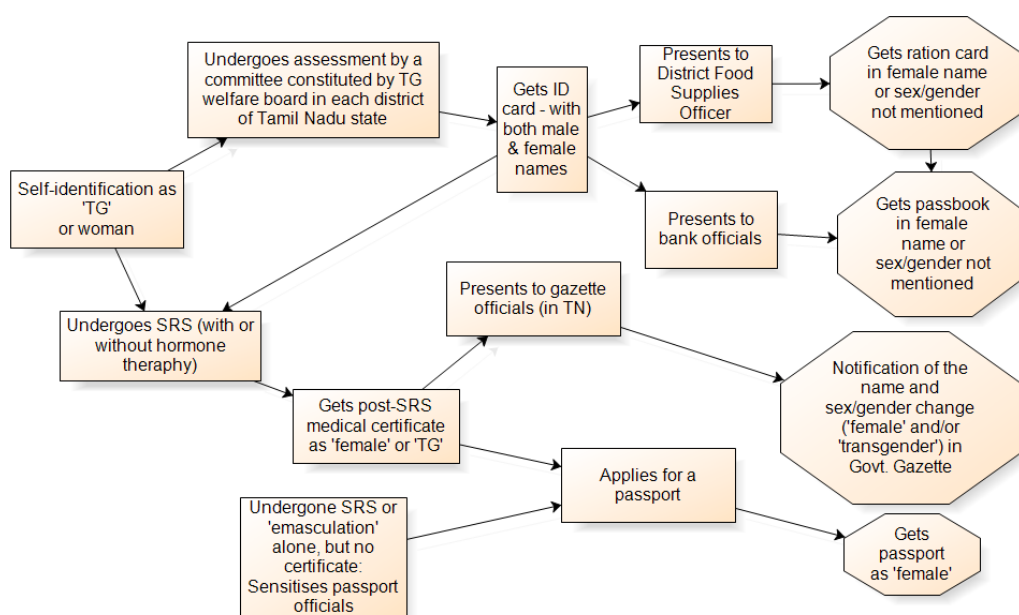 Undergoes assessment by a
committee constituted by TG
welfare board in each district
of Tamil Nadu state
Gets ID
card - with
both male
& female
names
Presents to
District Food
Supplies
Officer
Gets ration card
in female name
or sex/gender
not mentioned
Self-identification as
'TG'
or woman
Presents to
bank officials
Gets passbook
in female
name or
sex/gender not
mentioned
Undergoes SRS (with or
without hormone
theraphy)
Presents to gazette
officials (in TN)
Notification of the
name and
sex/gender change
('female' and/or
'transgender') in
Govt. Gazette
Gets post-SRS
medical certificate
as 'female' or 'TG'
Applies for a
passport
Undergone SRS or
'emasculation'
alone, but no
certificate:
Sensitises passport
officials
Gets
passport
as 'female'